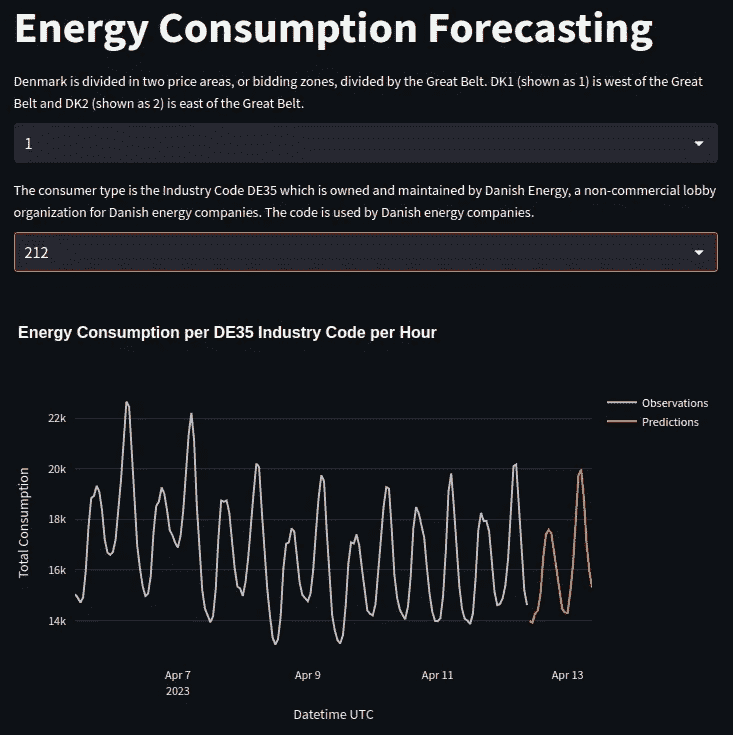 Energy Consumption Forecasting
Denmark is divided in two price areas, or bidding zones, divided by the Great Belt. DK1 (shown as 1) is west of the Great
Belt and DK2 (shown as 2) is east of the Great Belt.
1
The consumer type is the Industry Code DE35 which is owned and maintained by Danish Energy, a non-commercial lobby
organization for Danish energy companies. The code is used by Danish energy companies.
212
Energy Consumption per DE35 Industry Code per Hour
Observations
Predictions
Total Consumption
22k
20k
18k
16k
14k
Apr 7
2023
Apr 9
Apr 11
Apr 13
Datetime UTC